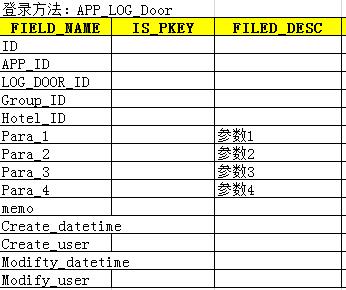 登录方法：APP_LOG_Door
FIELD_NAME IS_PKEY FILED_DESC
ID
APP_ID
LOG_DOOR_ID
Group_ID
Hotel_ID
Para_1 参数1
Para_2 参数2
Para_3 参数3
Para_4 参数4
memo
Create_datetime
Create_user
Modifty_datetime
Modify_user